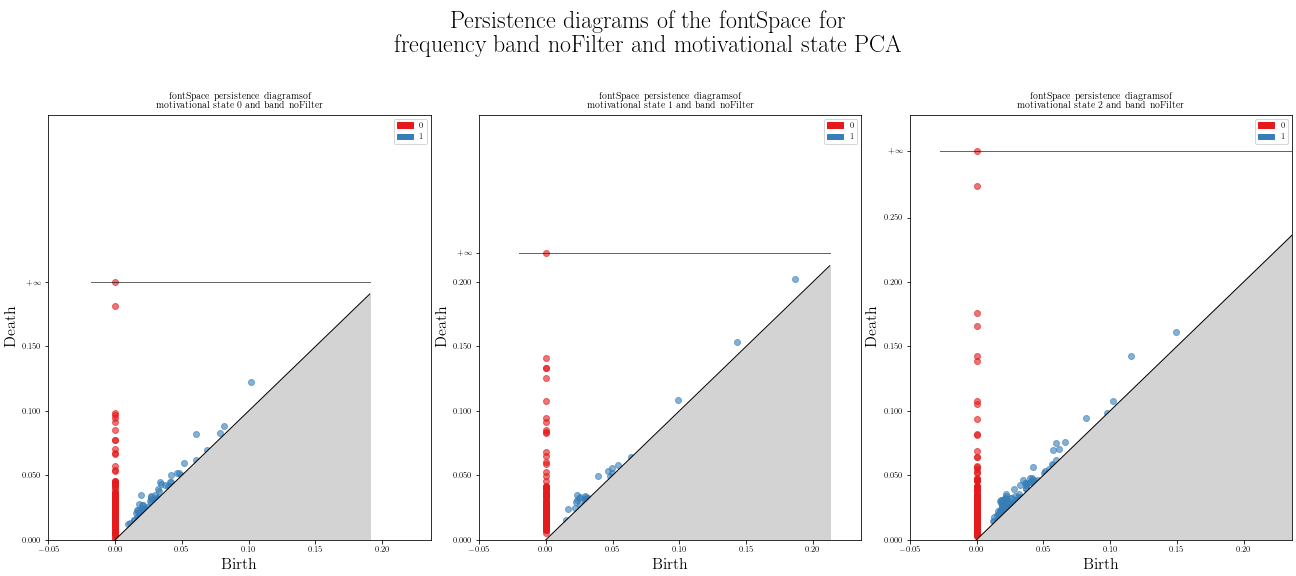 Persistence diagrams of the fontSpace for
frequency band noFilter and motivational state PCA
fontSpace persistence diagramsof
motivational state 0 and band noFilter
0
1
+∞
0.150
0.100
0.050
0.000
Death
−0.05 0.00 0.05 0.10 0.15 0.20
Birth
fontSpace persistence diagramsof
motivational state 1 and band noFilter
0
1
+∞
0.200
0.150
0.100
0.050
0.000
Death
−0.05 0.00 0.05 0.10 0.15 0.20
Birth
fontSpace persistence diagramsof
motivational state 2 and band noFilter
0
1
+∞
0.250
0.200
0.150
0.100
0.050
0.000
Death
−0.05 0.00 0.05 0.10 0.15 0.20
Birth